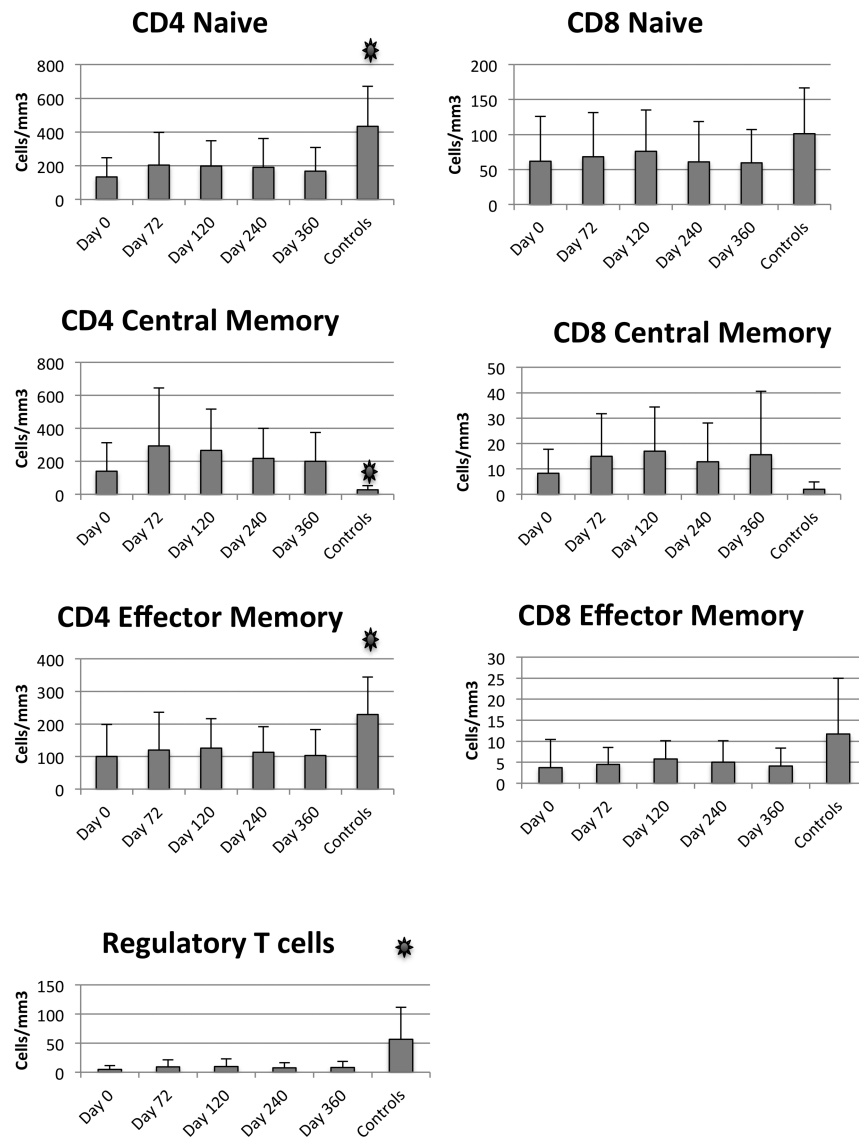 CD4 Naive
Cells/mm3
800
600
400
200
0
Day 0
Day 72
Day 120
Day 240
Day 360
Controls
CD8 Naive
Cells/mm3
200
150
100
50
0
Day 0
Day 72
Day 120
Day 240
Day 360
Controls
CD4 Central Memory
Cells/mm3
800
600
400
200
0
Day 0
Day 72
Day 120
Day 240
Day 360
Controls
CD8 Central Memory
Cells/mm3
50
40
30
20
10
0
Day 0
Day 72
Day 120
Day 240
Day 360
Controls
CD4 Effector Memory
Cells/mm3
400
300
200
100
0
Day 0
Day 72
Day 120
Day 240
Day 360
Controls
CD8 Effector Memory
Cells/mm3
30
25
20
15
10
5
0
Day 0
Day 72
Day 120
Day 240
Day 360
Controls
Regulatory T cells
Cells/mm3
150
100
50
0
Day 0
Day 72
Day 120
Day 240
Day 360
Controls